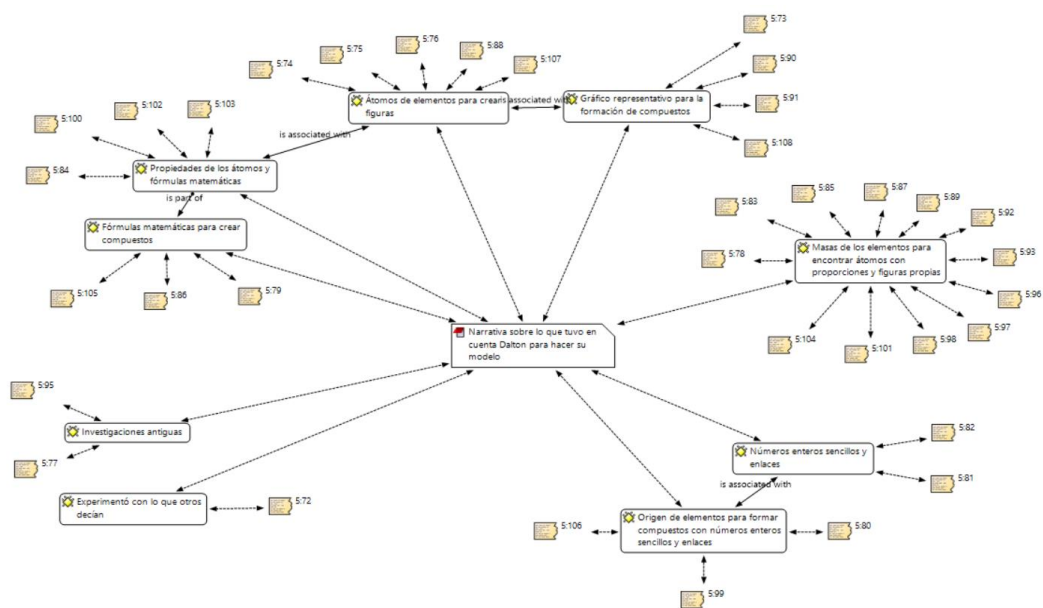 5:73
5:76
5:88
5:75
5:107
5:90
5:74
5:91
Átomos de elementos para crear
figuras
is associated with
Gráfico representativo para la
formación de compuestos
5:103
5:102
5:100
is associated with
5:108
5:84
Propiedades de los átomos y
fórmulas matemáticas
is part of
Fórmulas matemáticas para crear
compuestos
5:105
5:86
5:79
5:85
5:87
5:89
5:83
5:92
Masas de los elementos para
encontrar átomos con
proporciones y figuras propias
5:78
5:93
5:96
5:97
5:104
5:101
5:98
Narrativa sobre lo que tuvo en
cuenta Dalton para hacer su
modelo
5:95
Investigaciones antiguas
5:77
5:82
Números enteros sencillos y
enlaces
5:81
is associated with
Experimentó con lo que otros
decían
5:72
5:106
Origen de elementos para formar
compuestos con números enteros
sencillos y enlaces
5:80
5:99